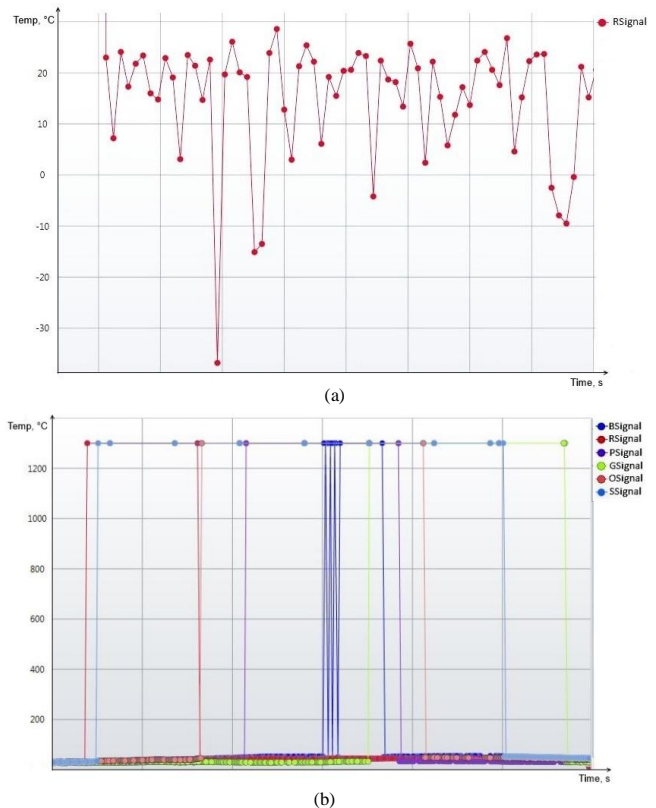 Temp, °C
RSignal
20
10
0
-10
-20
-30
Time, s
(a)
Temp, °C
BSignal
RSignal
PSignal
GSignal
OSignal
SSignal
1200
1000
800
600
400
200
Time, s
(b)